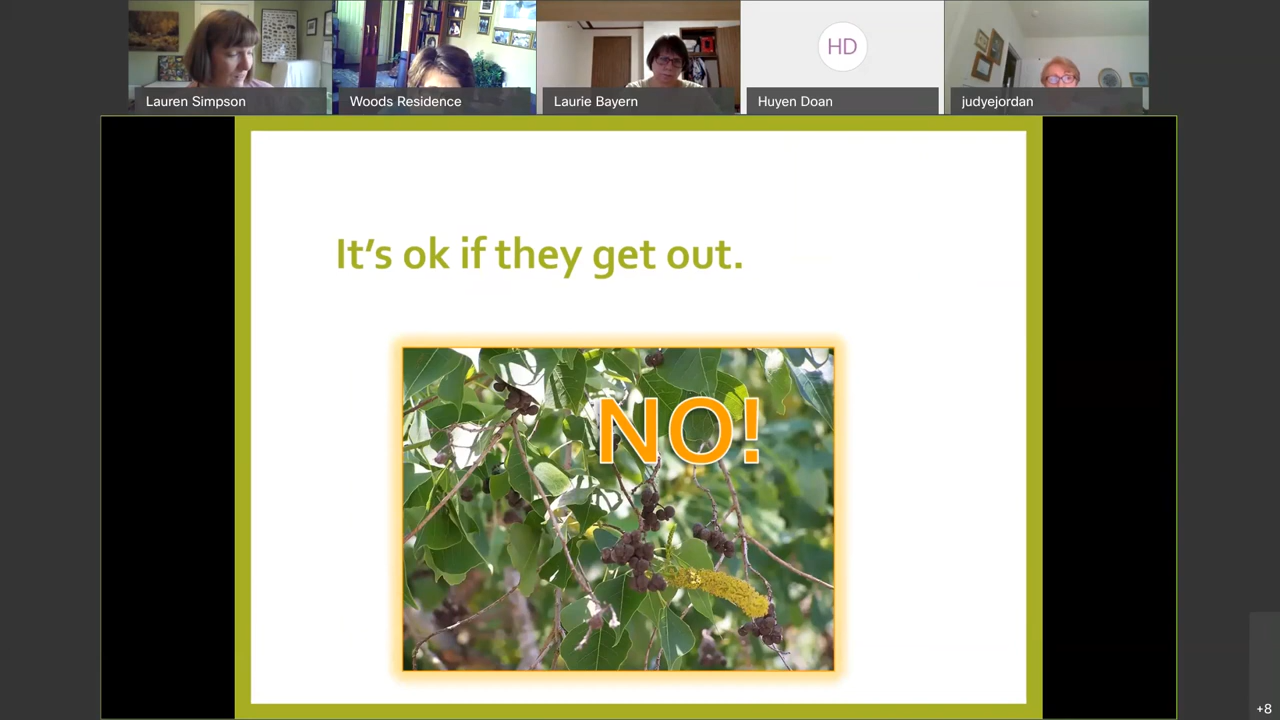 Lauren Simpson
Woods Residence
Laurie Bayern
HD
Huyen Doan
judyejordan
It's ok if they get out.
NO!
+8